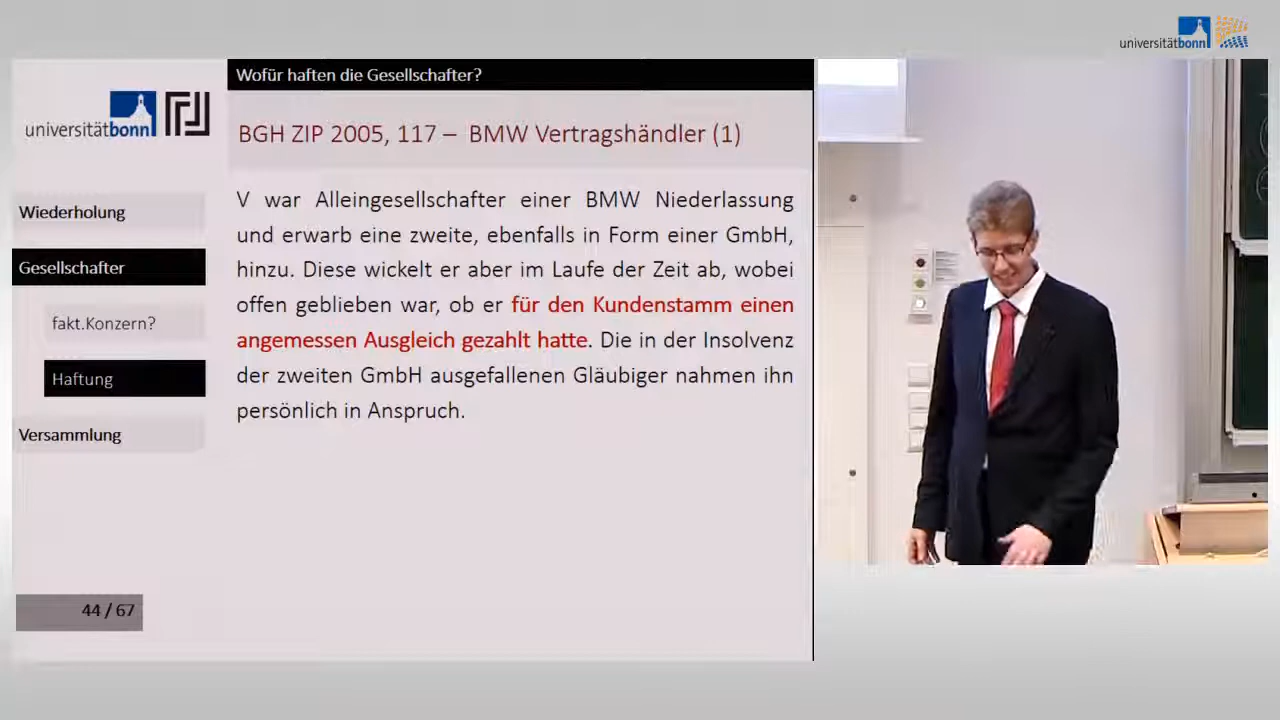 universitätbonn
Wofür haften die Gesellschafter?
universitätbonn
BGH ZIP 2005, 117 – BMW Vertragshändler (1)
Wiederholung
Gesellschafter
fakt.Konzern?
Haftung
Versammlung
V war Alleingesellschafter einer BMW Niederlassung
und erwarb eine zweite, ebenfalls in Form einer GmbH,
hinzu. Diese wickelt er aber im Laufe der Zeit ab, wobei
offen geblieben war, ob er für den Kundenstamm einen
angemessen Ausgleich gezahlt hatte. Die in der Insolvenz
der zweiten GmbH ausgefallenen Gläubiger nahmen ihn
persönlich in Anspruch.
44 / 67